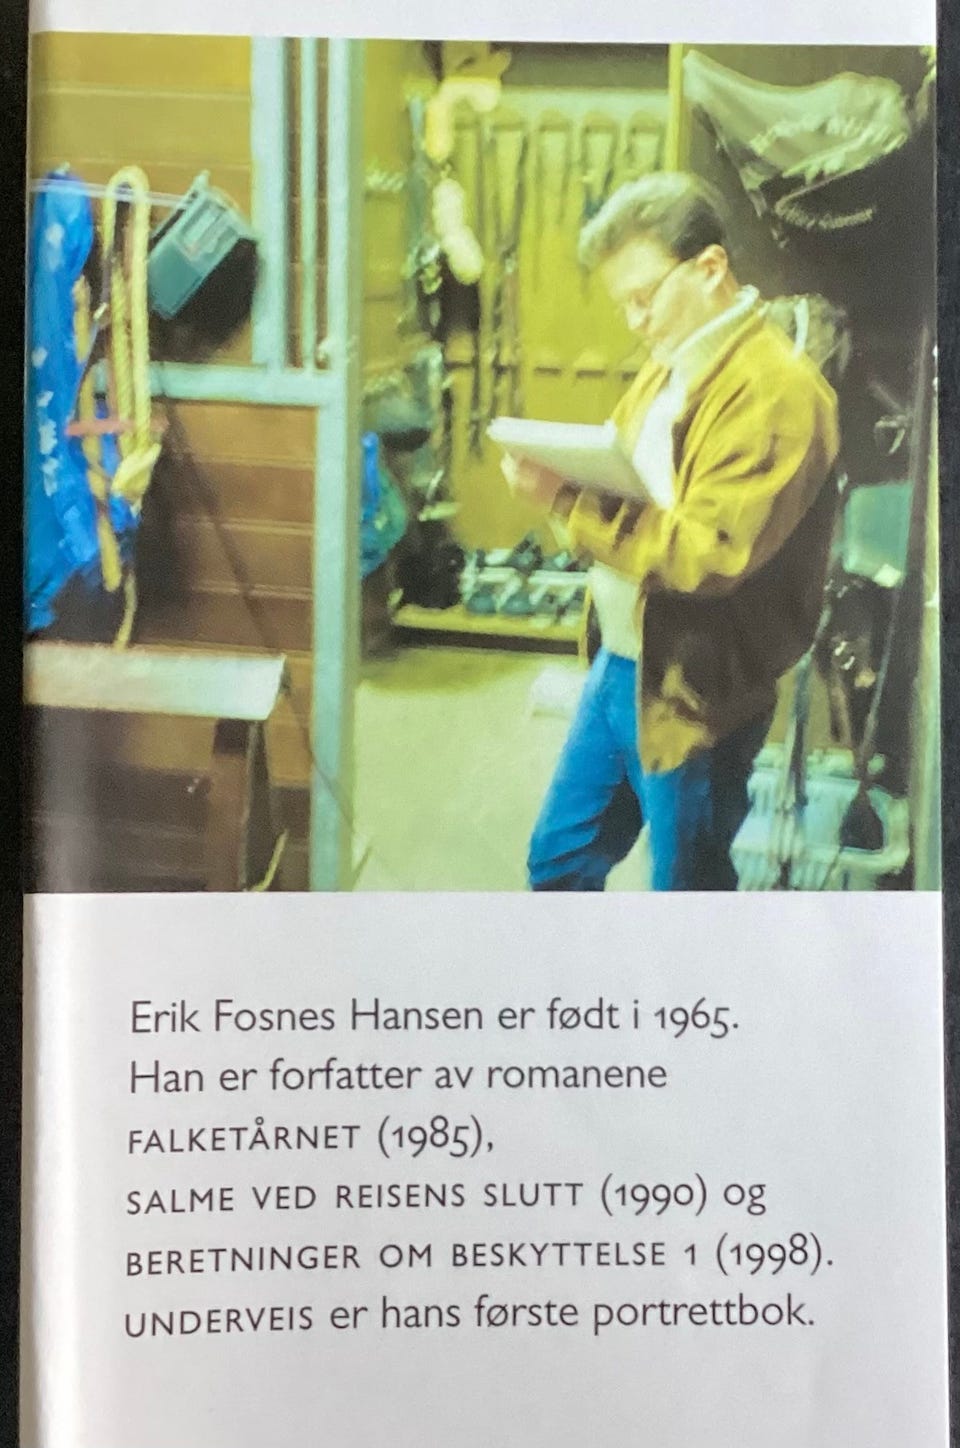 Erik Fosnes Hansen er født i 1965.
Han er forfatter av romanene
FALKETÅRNET (1985),
SALME VED REISENS SLUTT (1990) og
BERETNINGER OM BESKYTTELSE 1 (1998).
UNDERVEIS er hans første portrettbok.